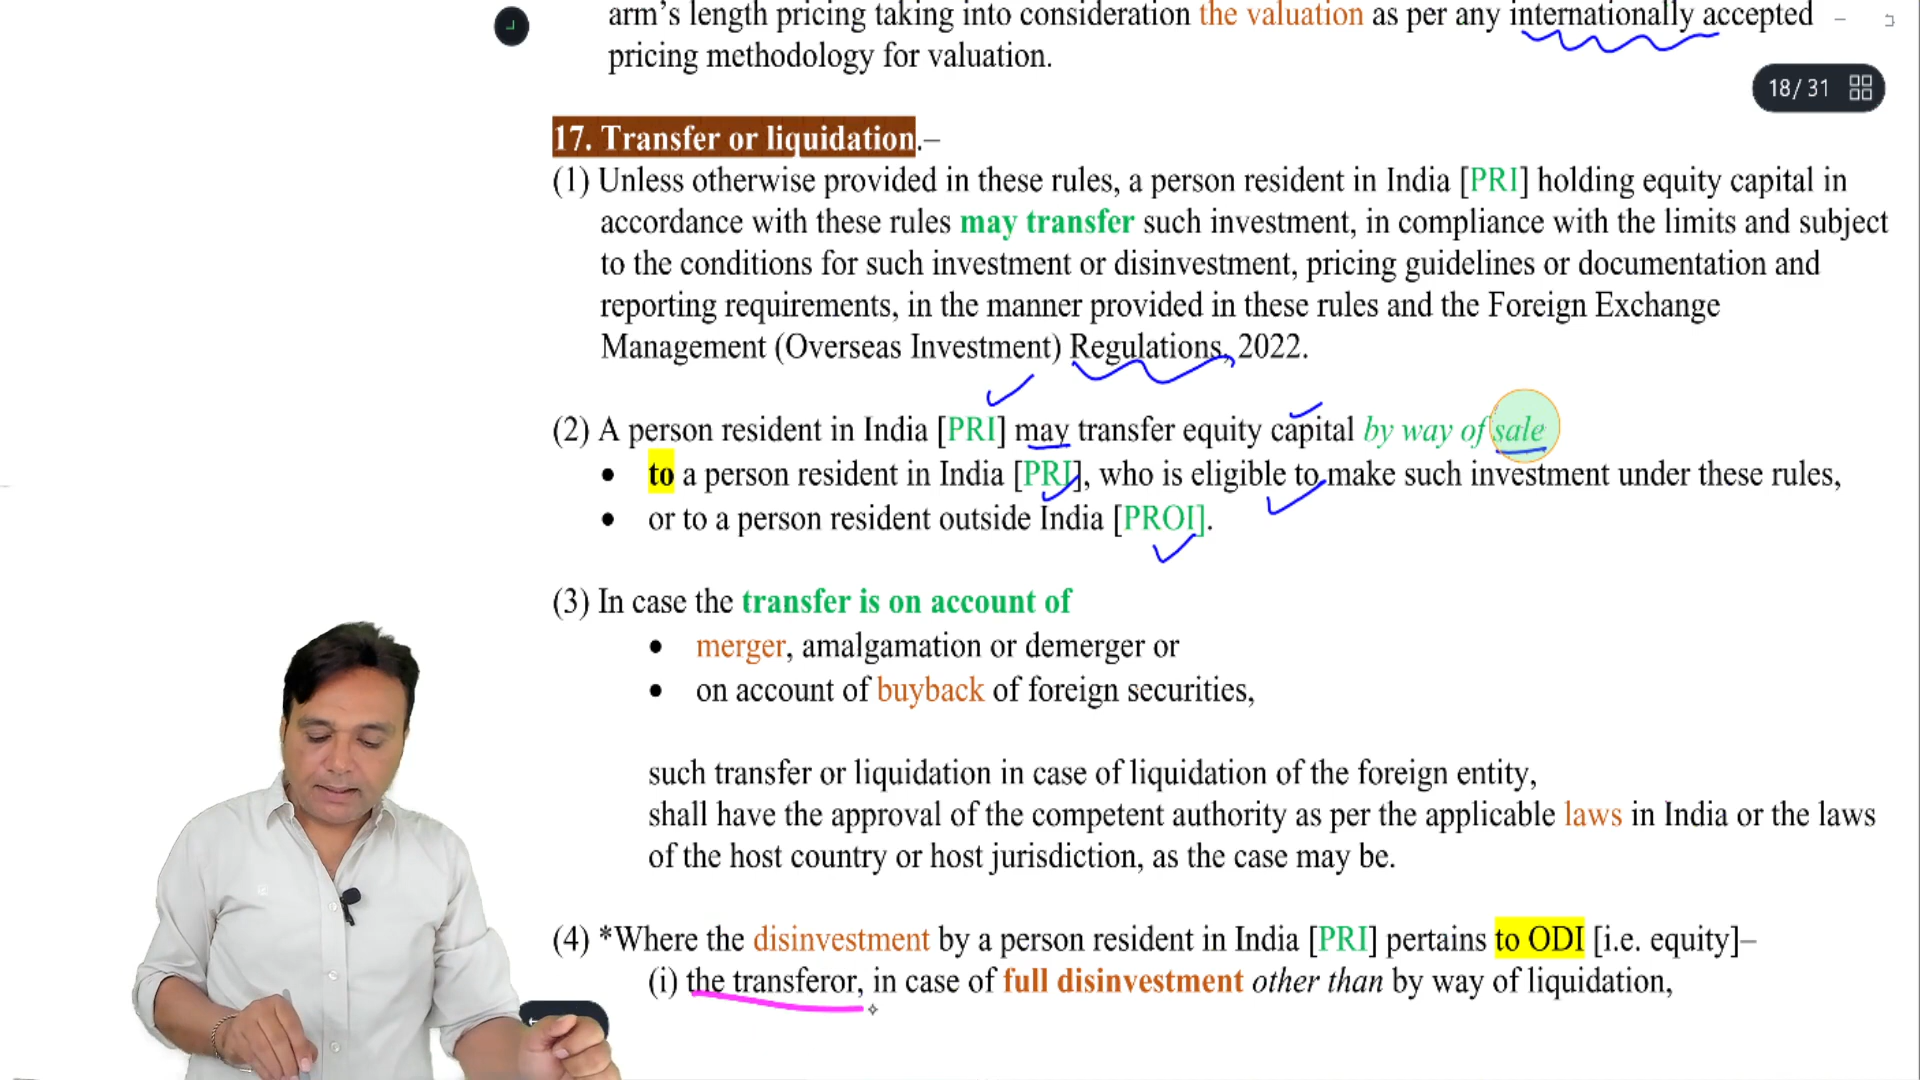 arm’s length pricing taking into consideration the valuation as per any internationally accepted
pricing methodology for valuation.
18/ 31
17. Transfer or liquidation.–
(1) Unless otherwise provided in these rules, a person resident in India [PRI] holding equity capital in
accordance with these rules may transfer such investment, in compliance with the limits and subject
to the conditions for such investment or disinvestment, pricing guidelines or documentation and
reporting requirements, in the manner provided in these rules and the Foreign Exchange
Management (Overseas Investment) Regulations, 2022.
(2) A person resident in India [PRI] may transfer equity capital by way of sale
• to a person resident in India [PRI], who is eligible to make such investment under these rules,
• or to a person resident outside India [PROI].
(3) In case the transfer is on account of
• merger, amalgamation or demerger or
• on account of buyback of foreign securities,
such transfer or liquidation in case of liquidation of the foreign entity,
shall have the approval of the competent authority as per the applicable laws in India or the laws
of the host country or host jurisdiction, as the case may be.
(4) *Where the disinvestment by a person resident in India [PRI] pertains to ODI [i.e. equity]–
(i) the transferor, in case of full disinvestment other than by way of liquidation,